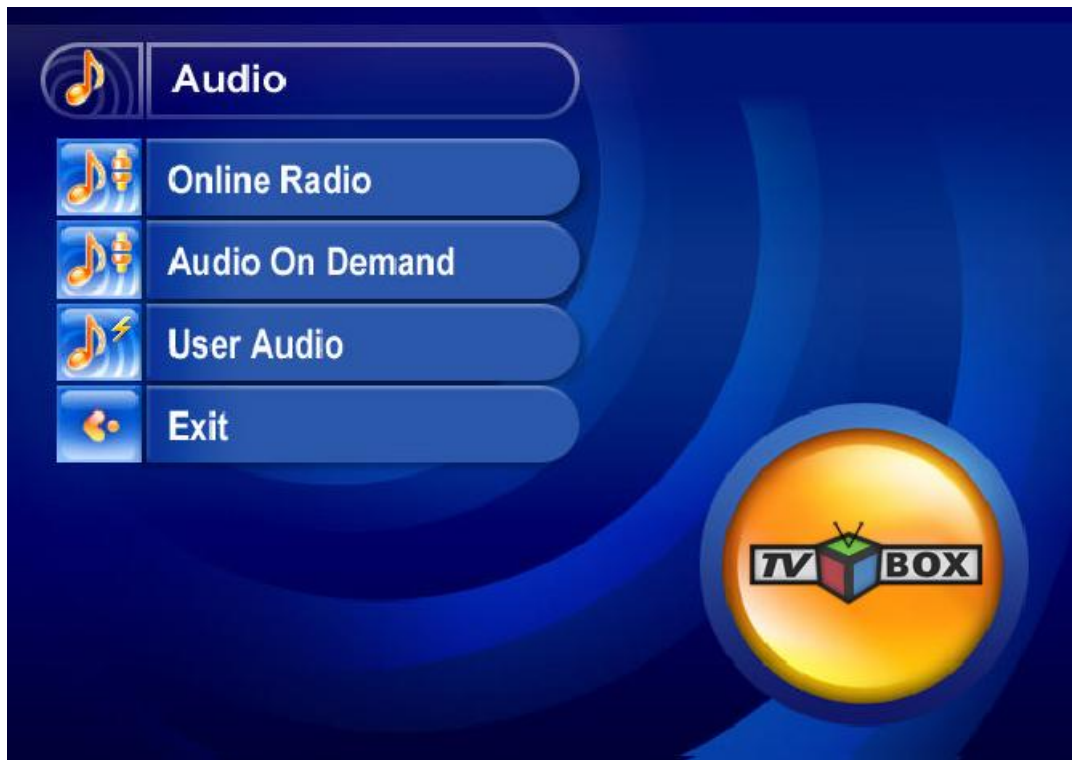 Audio
Online Radio
Audio On Demand
User Audio
Exit
TV BOX